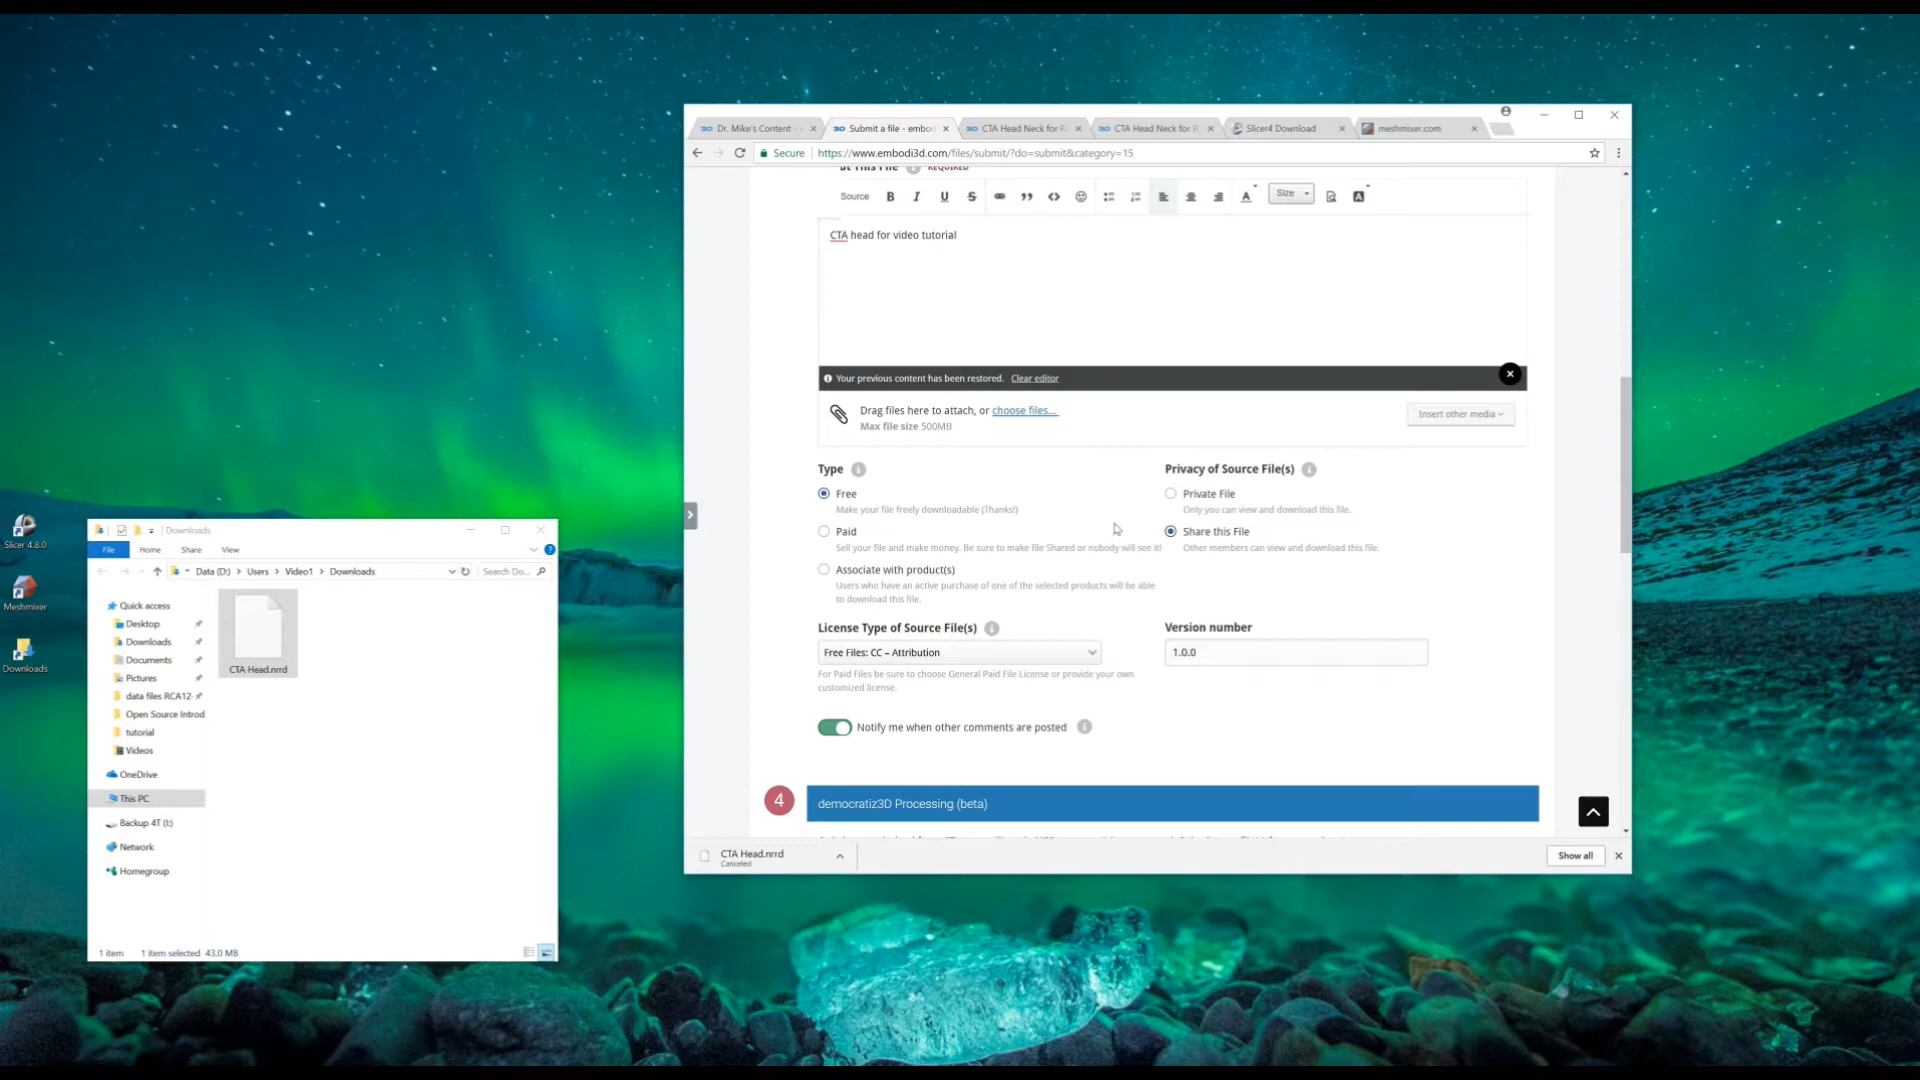 Dr. Mike's Content -
Submit a file - embo
CTA Head Neck for R
CTA Head Neck for R
Slicer4 Download
meshmixer.com
Secure
https://www.embodi3d.com/files/submit/?do=submit&category=15
at This File REQUIRED
Source B I U S Size A
CTA head for video tutorial
Your previous content has been restored. Clear editor
Drag files here to attach, or choose files...
Max file size 500MB
Insert other media
Type
Free
Make your file freely downloadable (Thanks!)
Paid
Sell your file and make money. Be sure to make file Shared or nobody will see it!
Associate with product(s)
Users who have an active purchase of one of the selected products will be able
to download this file.
Privacy of Source File(s)
Private File
Only you can view and download this file.
Share this File
Other members can view and download this file.
License Type of Source File(s)
Free Files: CC – Attribution
For Paid Files be sure to choose General Paid File License or provide your own
customized license.
Version number
1.0.0
Notify me when other comments are posted
4
democratiz3D Processing (beta)
CTA Head.nrrd
Canceled
Show all
Slicer 4.8.0
Meshmixer
Downloads
Downloads
File Home Share View
Data (D:) > Users > Video1 > Downloads
Search Do...
Quick access
Desktop
Downloads
Documents
Pictures
data files RCA12
Open Source Introd
tutorial
Videos
OneDrive
This PC
Backup 4T (I:)
Network
Homegroup
CTA Head.nrrd
1 item 1 item selected 43.0 MB